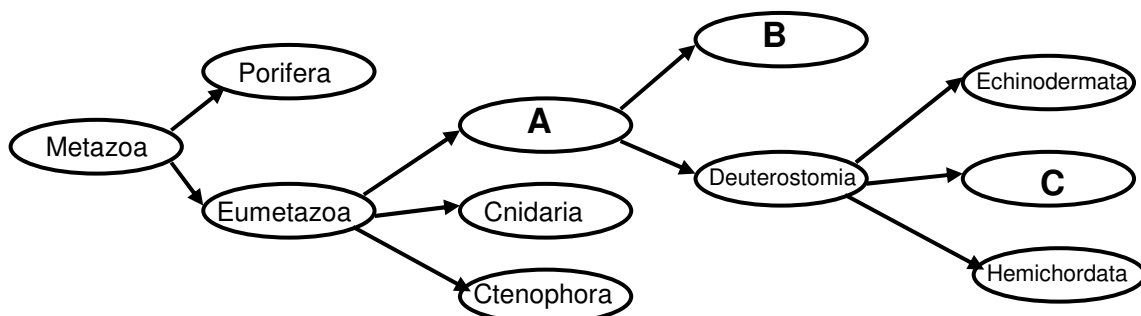 B
Porifera
Echinodermata
A
Metazoa
Deuterostomia
C
Eumetazoa
Cnidaria
Hemichordata
Ctenophora